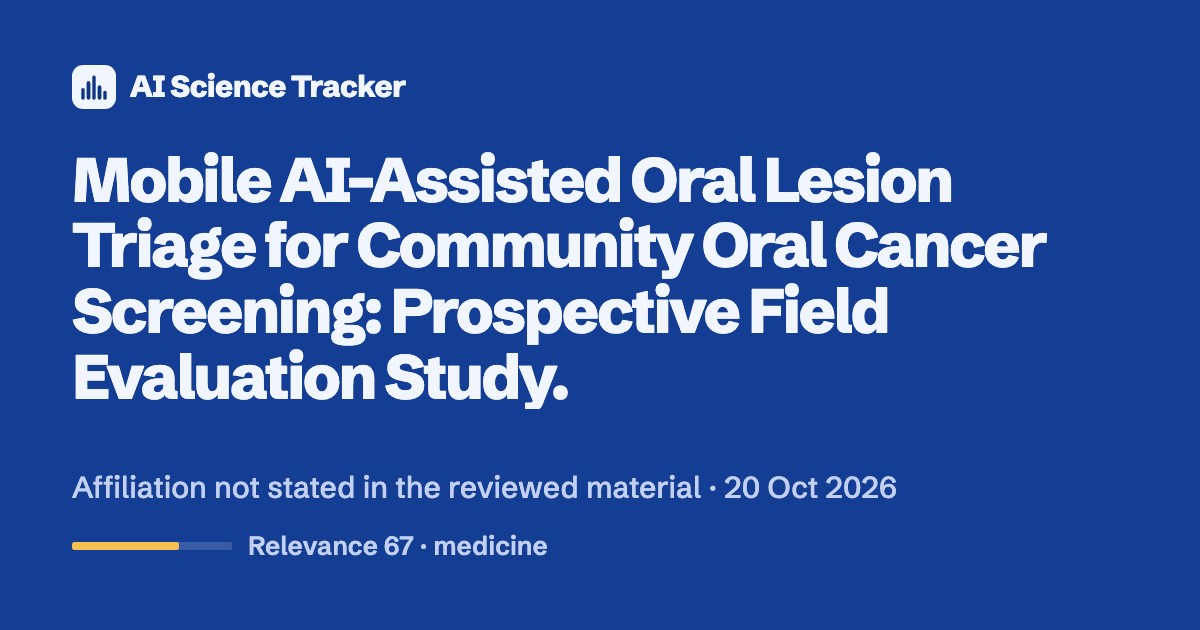 AI Science Tracker
Mobile AI-Assisted Oral Lesion
Triage for Community Oral Cancer
Screening: Prospective Field
Evaluation Study.
Affiliation not stated in the reviewed material · 20 Oct 2026
Relevance 67 · medicine